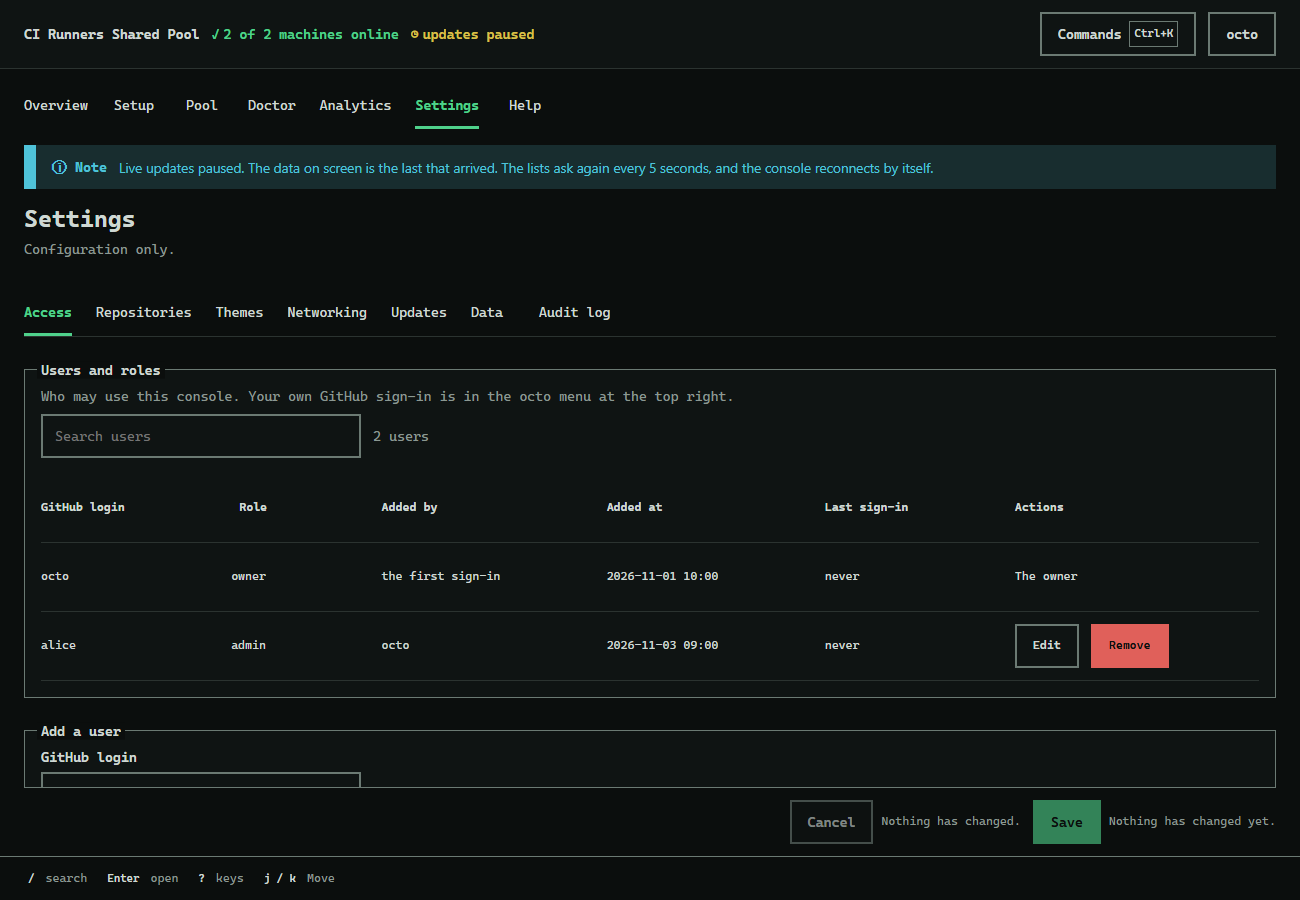 CI Runners Shared Pool ✓ 2 of 2 machines online updates paused Commands Ctrl+K octo
Overview Setup Pool Doctor Analytics Settings Help
Note Live updates paused. The data on screen is the last that arrived. The lists ask again every 5 seconds, and the console reconnects by itself.
Settings
Configuration only.
Access Repositories Themes Networking Updates Data Audit log
Users and roles
Who may use this console. Your own GitHub sign-in is in the octo menu at the top right.
Search users 2 users
GitHub login Role Added by Added at Last sign-in Actions
octo owner the first sign-in 2026-11-01 10:00 never The owner
alice admin octo 2026-11-03 09:00 never Edit Remove
Add a user
GitHub login
Cancel Nothing has changed. Save Nothing has changed yet.
/ search Enter open ? keys j / k Move